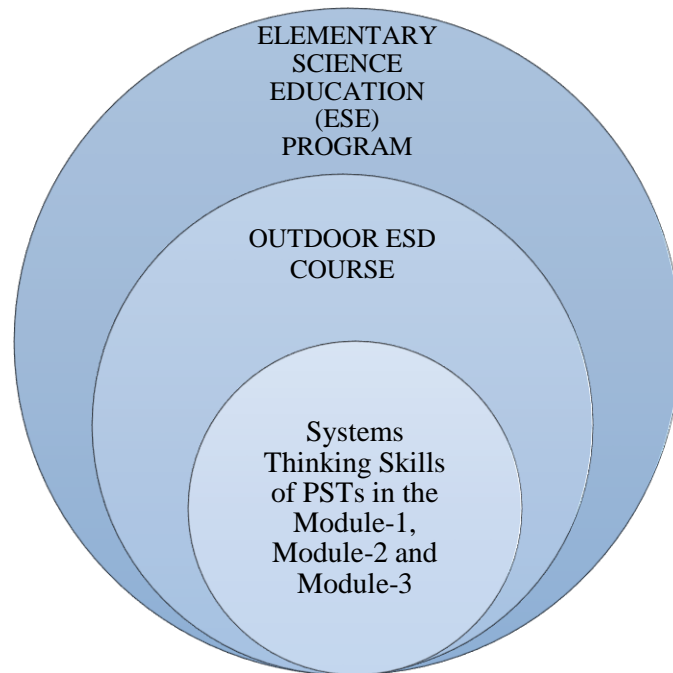 ELEMENTARY
SCIENCE
EDUCATION
(ESE)
PROGRAM
OUTDOOR ESD
COURSE
Systems
Thinking Skills
of PSTs in the
Module-1,
Module-2 and
Module-3